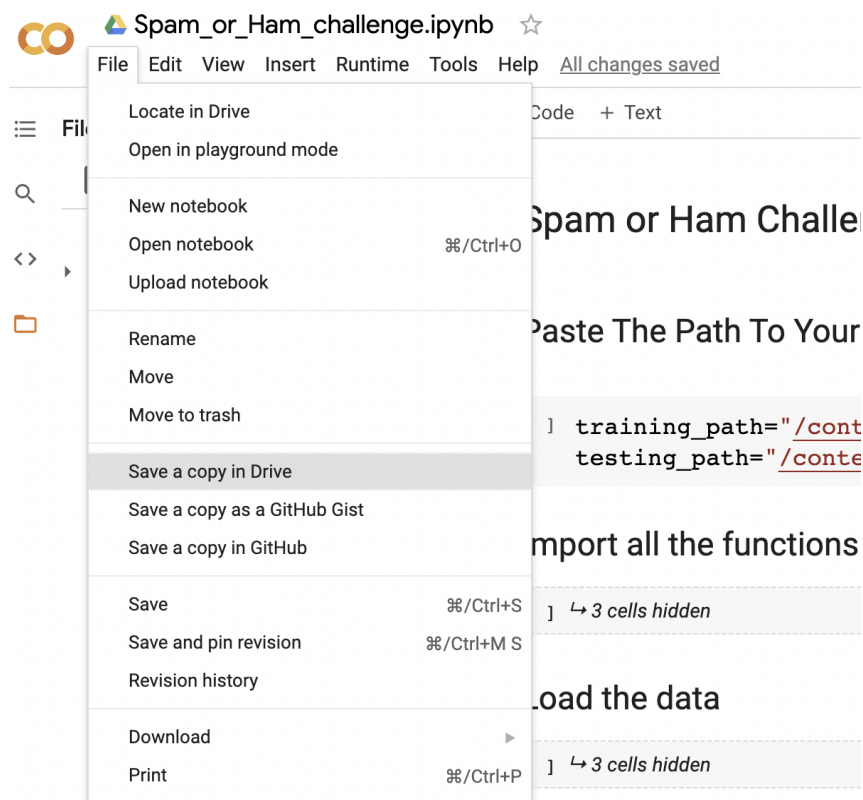 Spam_or_Ham_challenge.ipynb
File Edit View Insert Runtime Tools Help All changes saved
Locate in Drive
Open in playground mode
New notebook
Open notebook ⌘/Ctrl+O
Upload notebook
Rename
Move
Move to trash
Save a copy in Drive
Save a copy as a GitHub Gist
Save a copy in GitHub
Save ⌘/Ctrl+S
Save and pin revision ⌘/Ctrl+M S
Revision history
Download
Print ⌘/Ctrl+P
Fil
Code + Text
Spam or Ham Challe
Paste The Path To Your
] training_path="/cont
testing_path="/conte
mport all the functions
] ↳ 3 cells hidden
Load the data
] ↳ 3 cells hidden